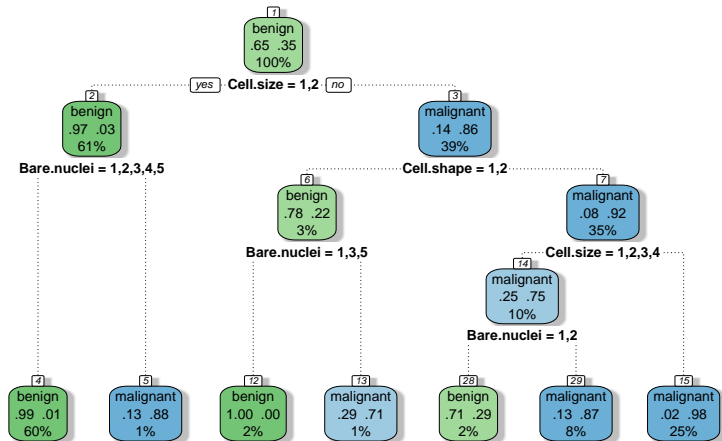 1
benign
.65 .35
100%
yes Cell.size = 1,2 no
2
benign
.97 .03
61%
3
malignant
.14 .86
39%
Bare.nuclei = 1,2,3,4,5
Cell.shape = 1,2
6
benign
.78 .22
3%
7
malignant
.08 .92
35%
Bare.nuclei = 1,3,5
Cell.size = 1,2,3,4
14
malignant
.25 .75
10%
Bare.nuclei = 1,2
4
benign
.99 .01
60%
5
malignant
.13 .88
1%
12
benign
1.00 .00
2%
13
malignant
.29 .71
1%
28
benign
.71 .29
2%
29
malignant
.13 .87
8%
15
malignant
.02 .98
25%